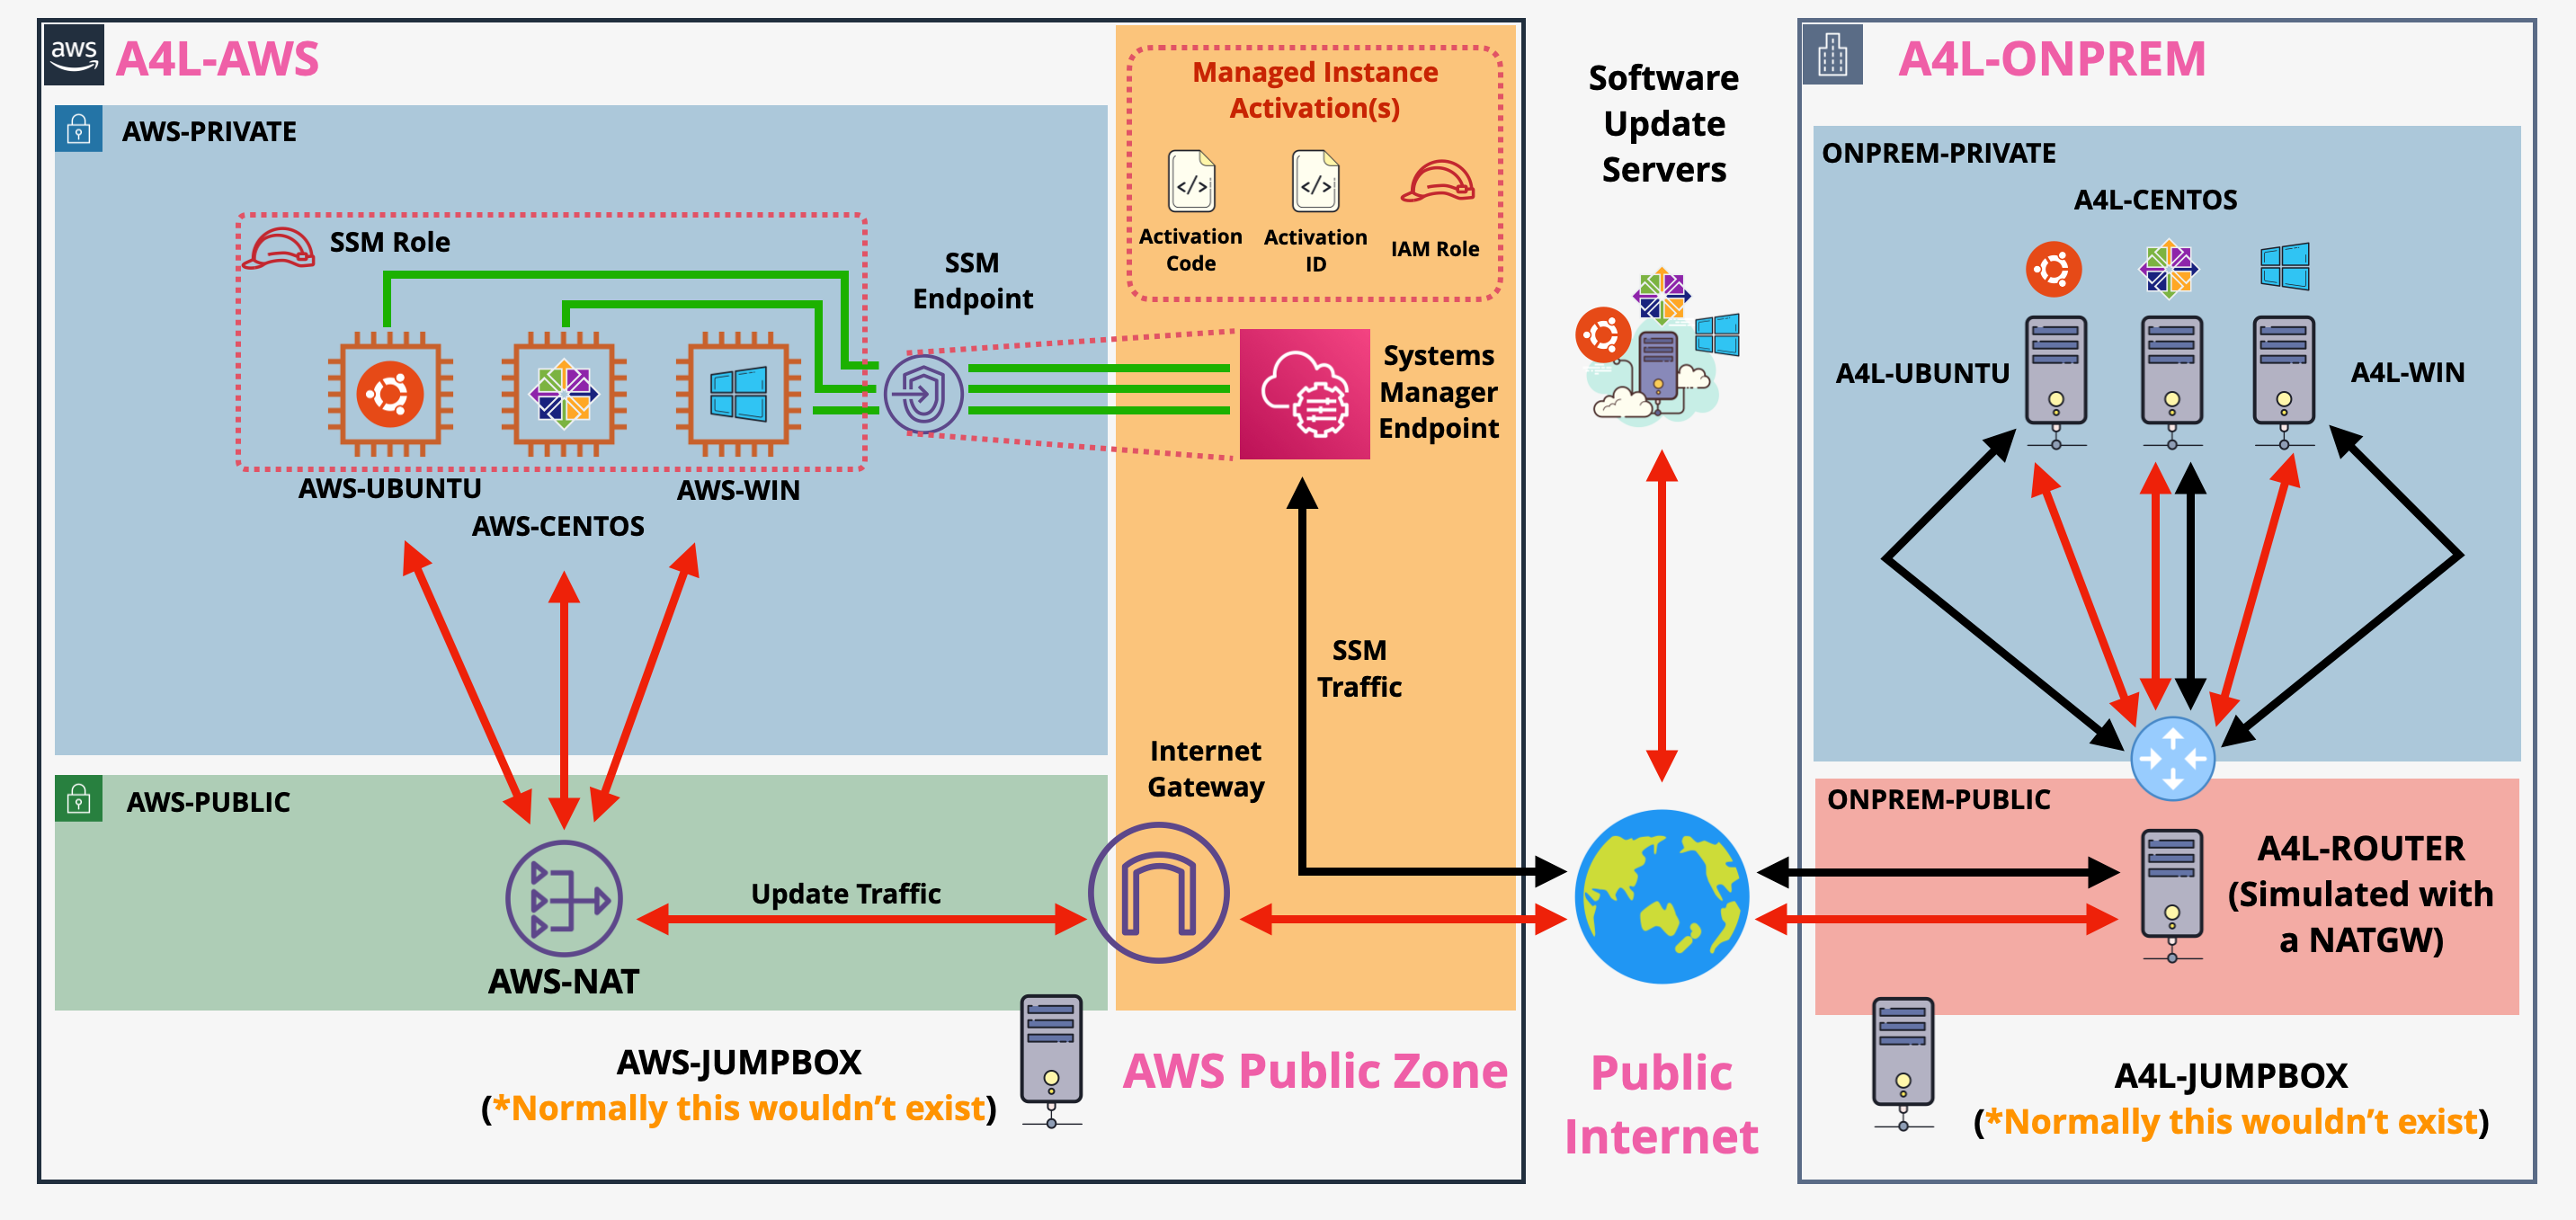 aws
A4L-AWS
AWS-PRIVATE
SSM Role
SSM
Endpoint
AWS-UBUNTU
AWS-WIN
AWS-CENTOS
AWS-PUBLIC
Update Traffic
AWS-NAT
AWS-JUMPBOX
(*Normally this wouldn’t exist)
Managed Instance
Activation(s)
</>
</>
Activation
Code
Activation
ID
IAM Role
Systems
Manager
Endpoint
SSM
Traffic
Internet
Gateway
AWS Public Zone
Software
Update
Servers
Public
Internet
A4L-ONPREM
ONPREM-PRIVATE
A4L-CENTOS
A4L-UBUNTU
A4L-WIN
ONPREM-PUBLIC
A4L-ROUTER
(Simulated with
a NATGW)
A4L-JUMPBOX
(*Normally this wouldn’t exist)